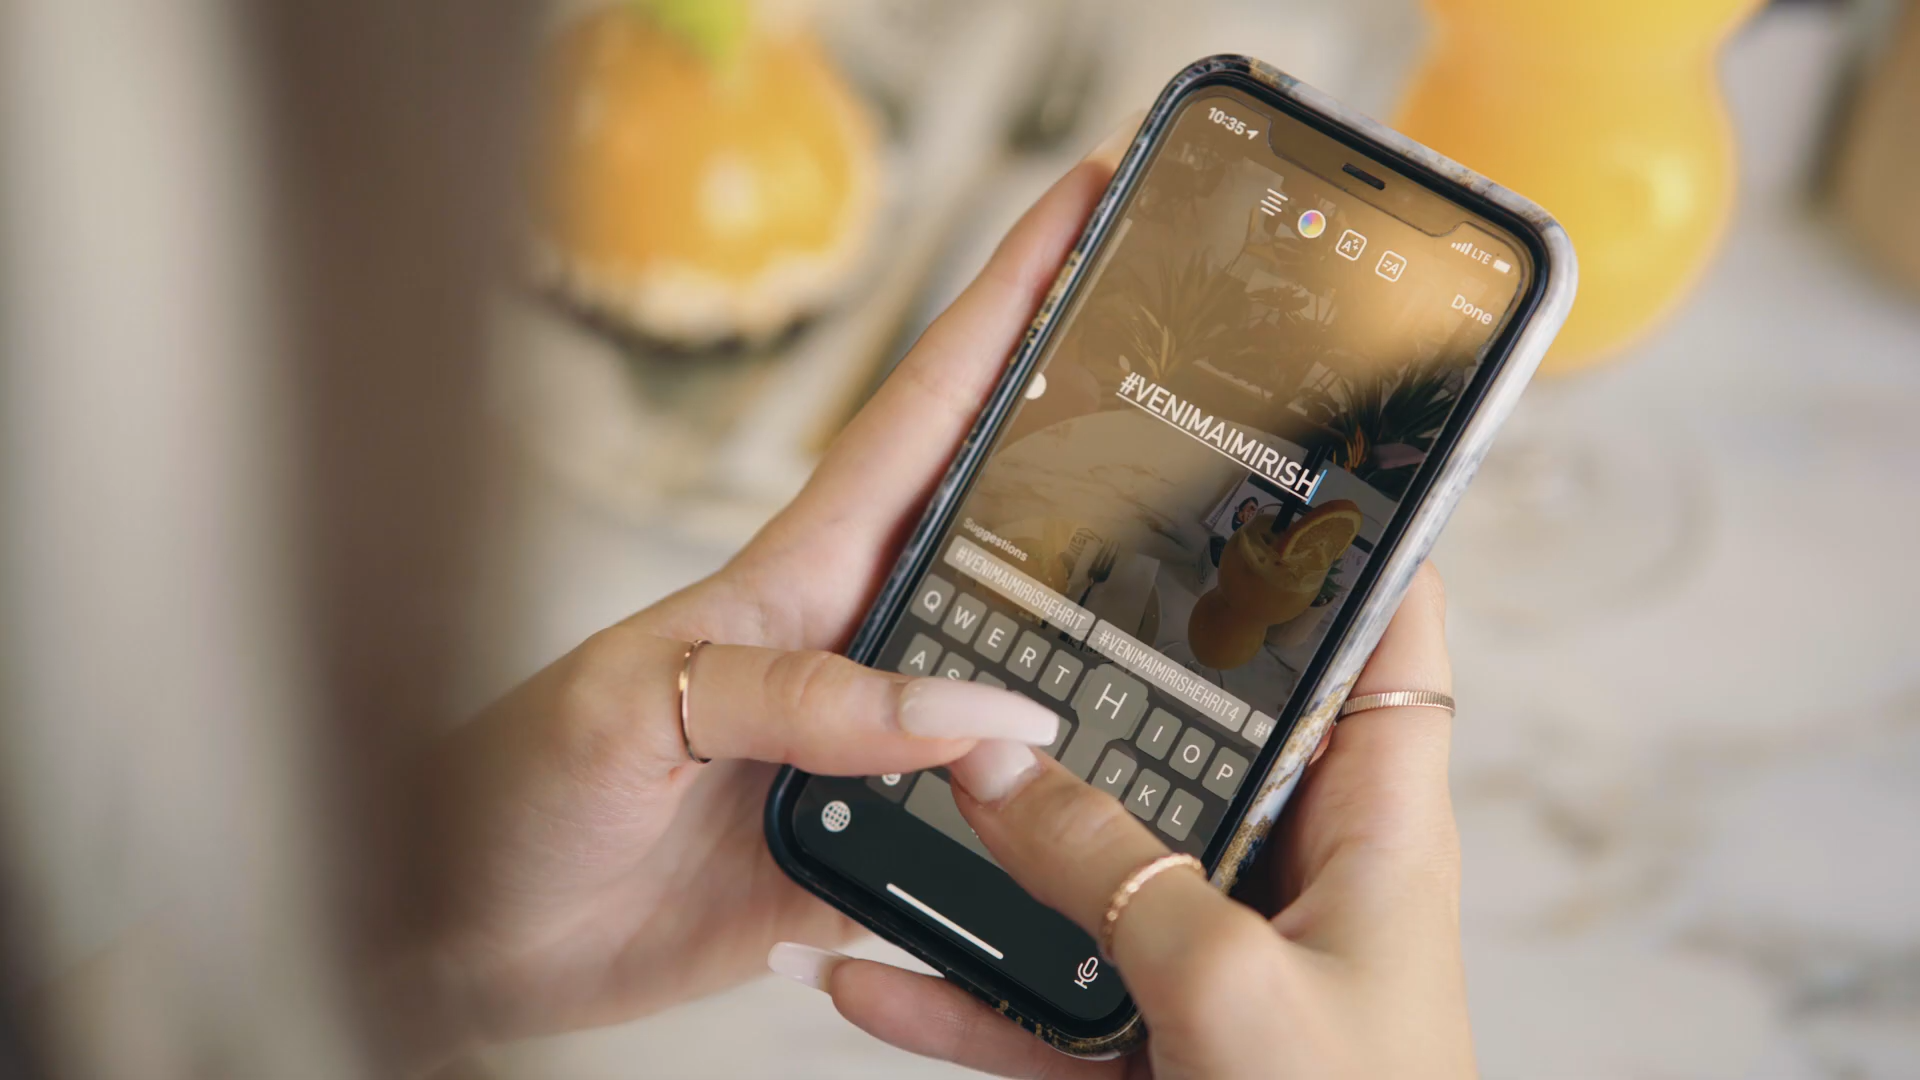 10:35
LTE
Done
#VENIMAIMIRISH
Suggestions
#VENIMAIMIRISHEHRIT #VENIMAIMIRISHEHRIT4 #V
Q W E R T H I O P
A S J K L